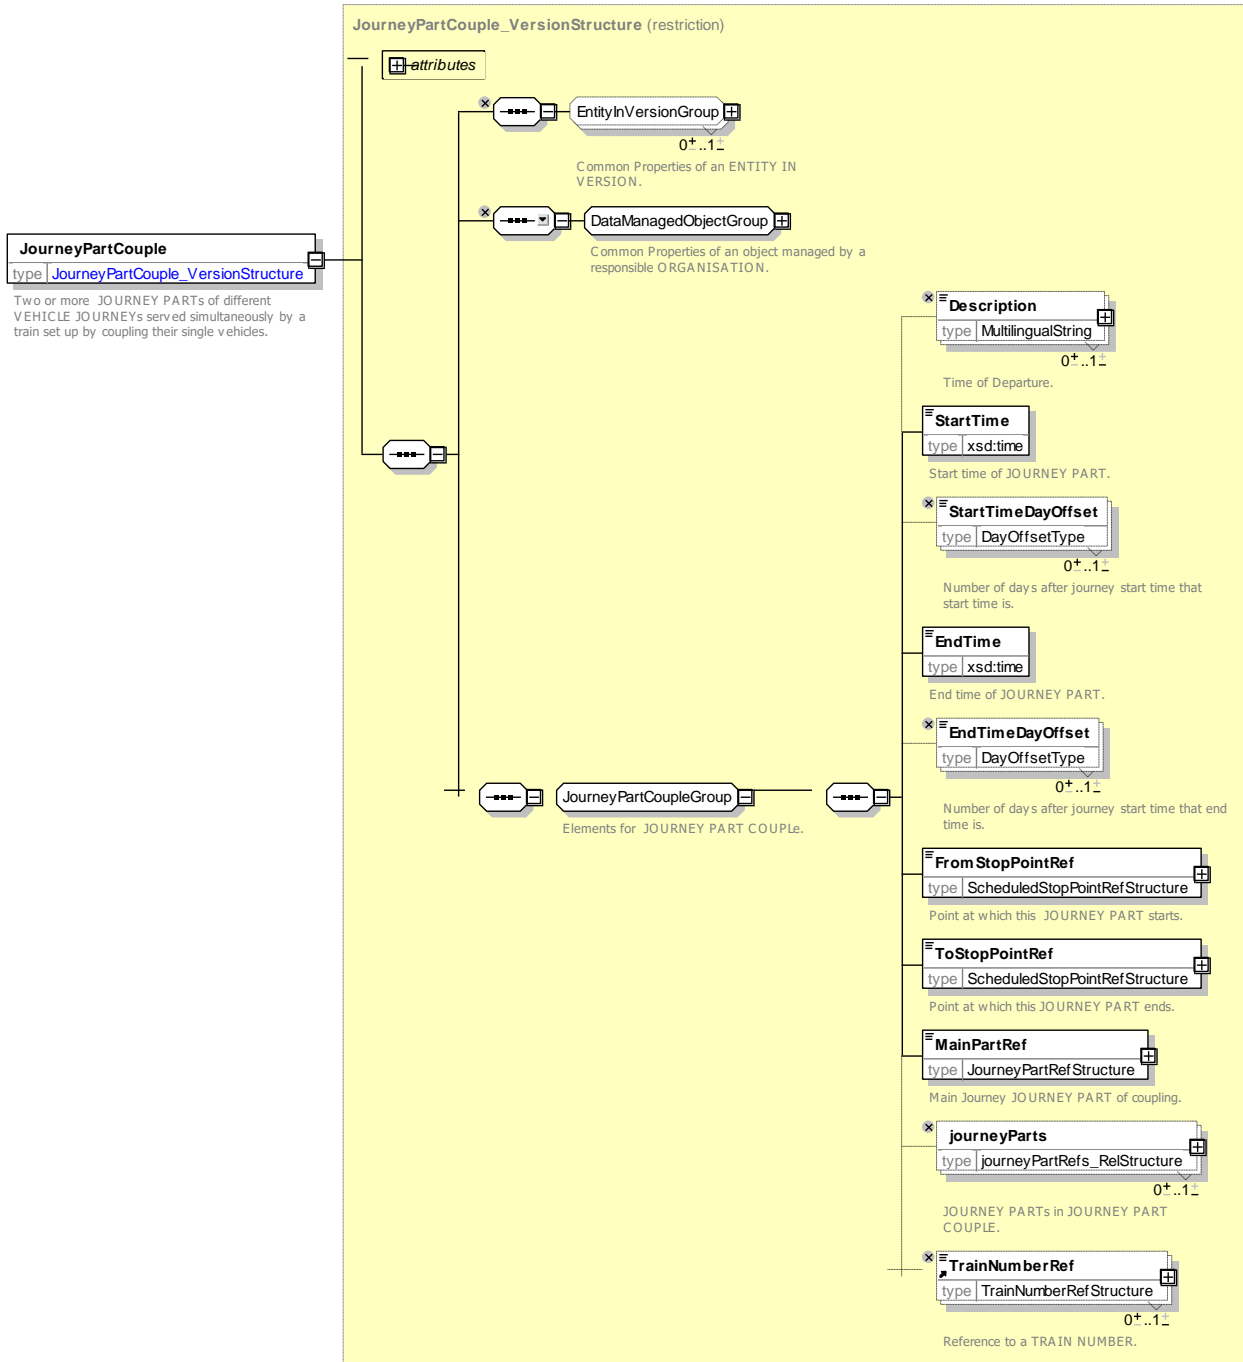 JourneyPartCouple_VersionStructure (restriction)
attributes
EntityInVersionGroup
0..1
Common Properties of an ENTITY IN
VERSION.
DataManagedObjectGroup
Common Properties of an object managed by a
responsible ORGANISATION.
JourneyPartCouple
type JourneyPartCouple_VersionStructure
Two or more JOURNEY PARTs of different
VEHICLE JOURNEYs served simultaneously by a
train set up by coupling their single vehicles.
Description
type MultilingualString
0..1
Time of Departure.
StartTime
type xsd:time
Start time of JOURNEY PART.
StartTimeDayOffset
type DayOffsetType
0..1
Number of days after journey start time that
start time is.
EndTime
type xsd:time
End time of JOURNEY PART.
EndTimeDayOffset
type DayOffsetType
0..1
Number of days after journey start time that end
time is.
JourneyPartCoupleGroup
Elements for JOURNEY PART COUPLe.
FromStopPointRef
type ScheduledStopPointRefStructure
Point at which this JOURNEY PART starts.
ToStopPointRef
type ScheduledStopPointRefStructure
Point at which this JOURNEY PART ends.
MainPartRef
type JourneyPartRefStructure
Main Journey JOURNEY PART of coupling.
journeyParts
type journeyPartRefs_RelStructure
0..1
JOURNEY PARTs in JOURNEY PART
COUPLE.
TrainNumberRef
type TrainNumberRefStructure
0..1
Reference to a TRAIN NUMBER.